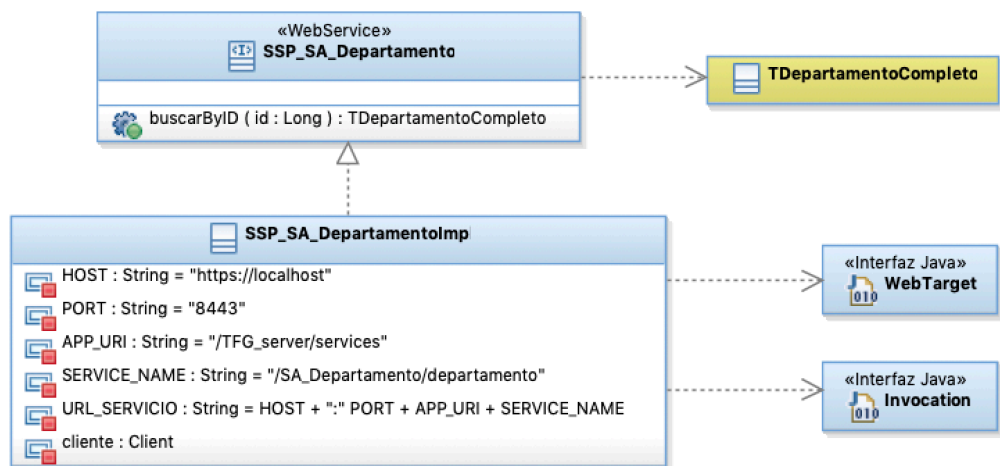 «WebService»
SSP_SA_Departamento
TDepartamentoCompleto
buscarByID ( id : Long ) : TDepartamentoCompleto
SSP_SA_DepartamentoImpl
HOST : String = "https://localhost"
PORT : String = "8443"
APP_URI : String = "/TFG_server/services"
SERVICE_NAME : String = "/SA_Departamento/departamento"
URL_SERVICIO : String = HOST + ":" PORT + APP_URI + SERVICE_NAME
cliente : Client
«Interfaz Java»
WebTarget
«Interfaz Java»
Invocation